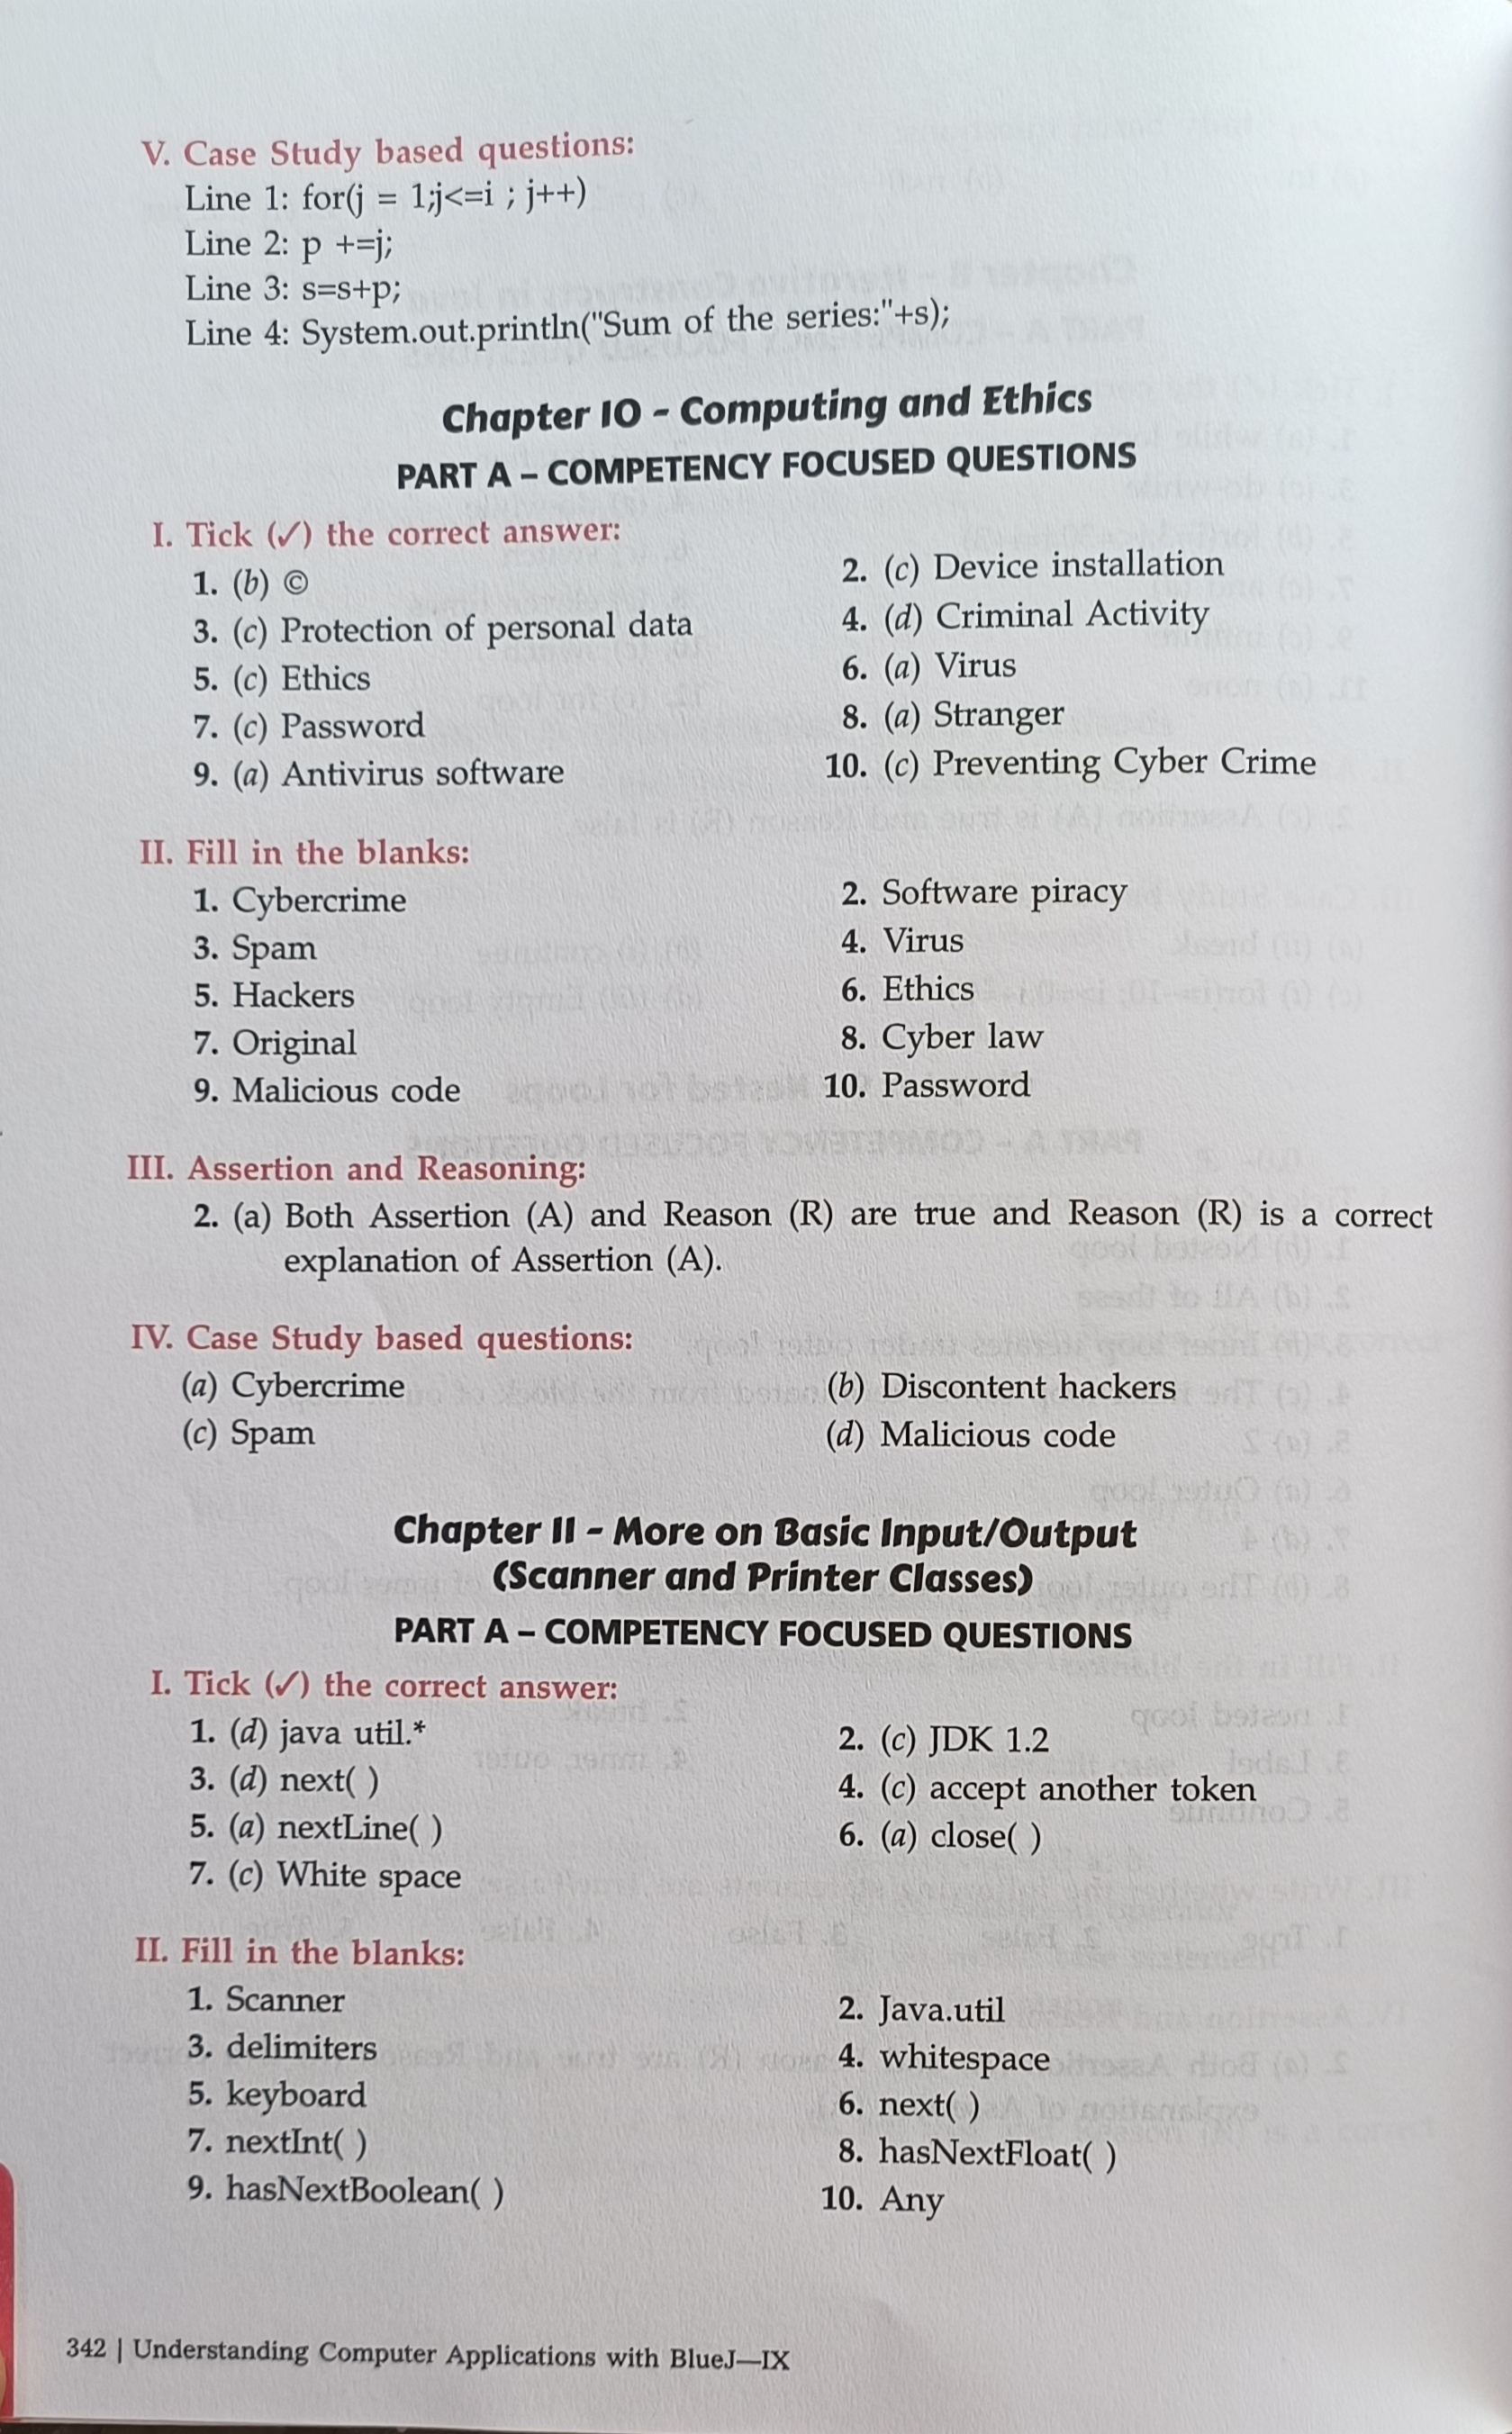 V. Case Study based questions:
Line 1: for(j = 1;j<=i ; j++)
Line 2: p +=j;
Line 3: s=s+p;
Line 4: System.out.println("Sum of the series:"+s);
Chapter 10 - Computing and Ethics
PART A – COMPETENCY FOCUSED QUESTIONS
I. Tick (✓) the correct answer:
1. (b) ©
2. (c) Device installation
3. (c) Protection of personal data
4. (d) Criminal Activity
5. (c) Ethics
6. (a) Virus
7. (c) Password
8. (a) Stranger
9. (a) Antivirus software
10. (c) Preventing Cyber Crime
II. Fill in the blanks:
1. Cybercrime
2. Software piracy
3. Spam
4. Virus
5. Hackers
6. Ethics
7. Original
8. Cyber law
9. Malicious code
10. Password
III. Assertion and Reasoning:
2. (a) Both Assertion (A) and Reason (R) are true and Reason (R) is a correct
explanation of Assertion (A).
IV. Case Study based questions:
(a) Cybercrime
(b) Discontent hackers
(c) Spam
(d) Malicious code
Chapter 11 - More on Basic Input/Output
(Scanner and Printer Classes)
PART A – COMPETENCY FOCUSED QUESTIONS
I. Tick (✓) the correct answer:
1. (d) java util.*
2. (c) JDK 1.2
3. (d) next( )
4. (c) accept another token
5. (a) nextLine( )
6. (a) close( )
7. (c) White space
II. Fill in the blanks:
1. Scanner
2. Java.util
3. delimiters
4. whitespace
5. keyboard
6. next( )
7. nextInt( )
8. hasNextFloat( )
9. hasNextBoolean( )
10. Any
342 | Understanding Computer Applications with BlueJ—IX